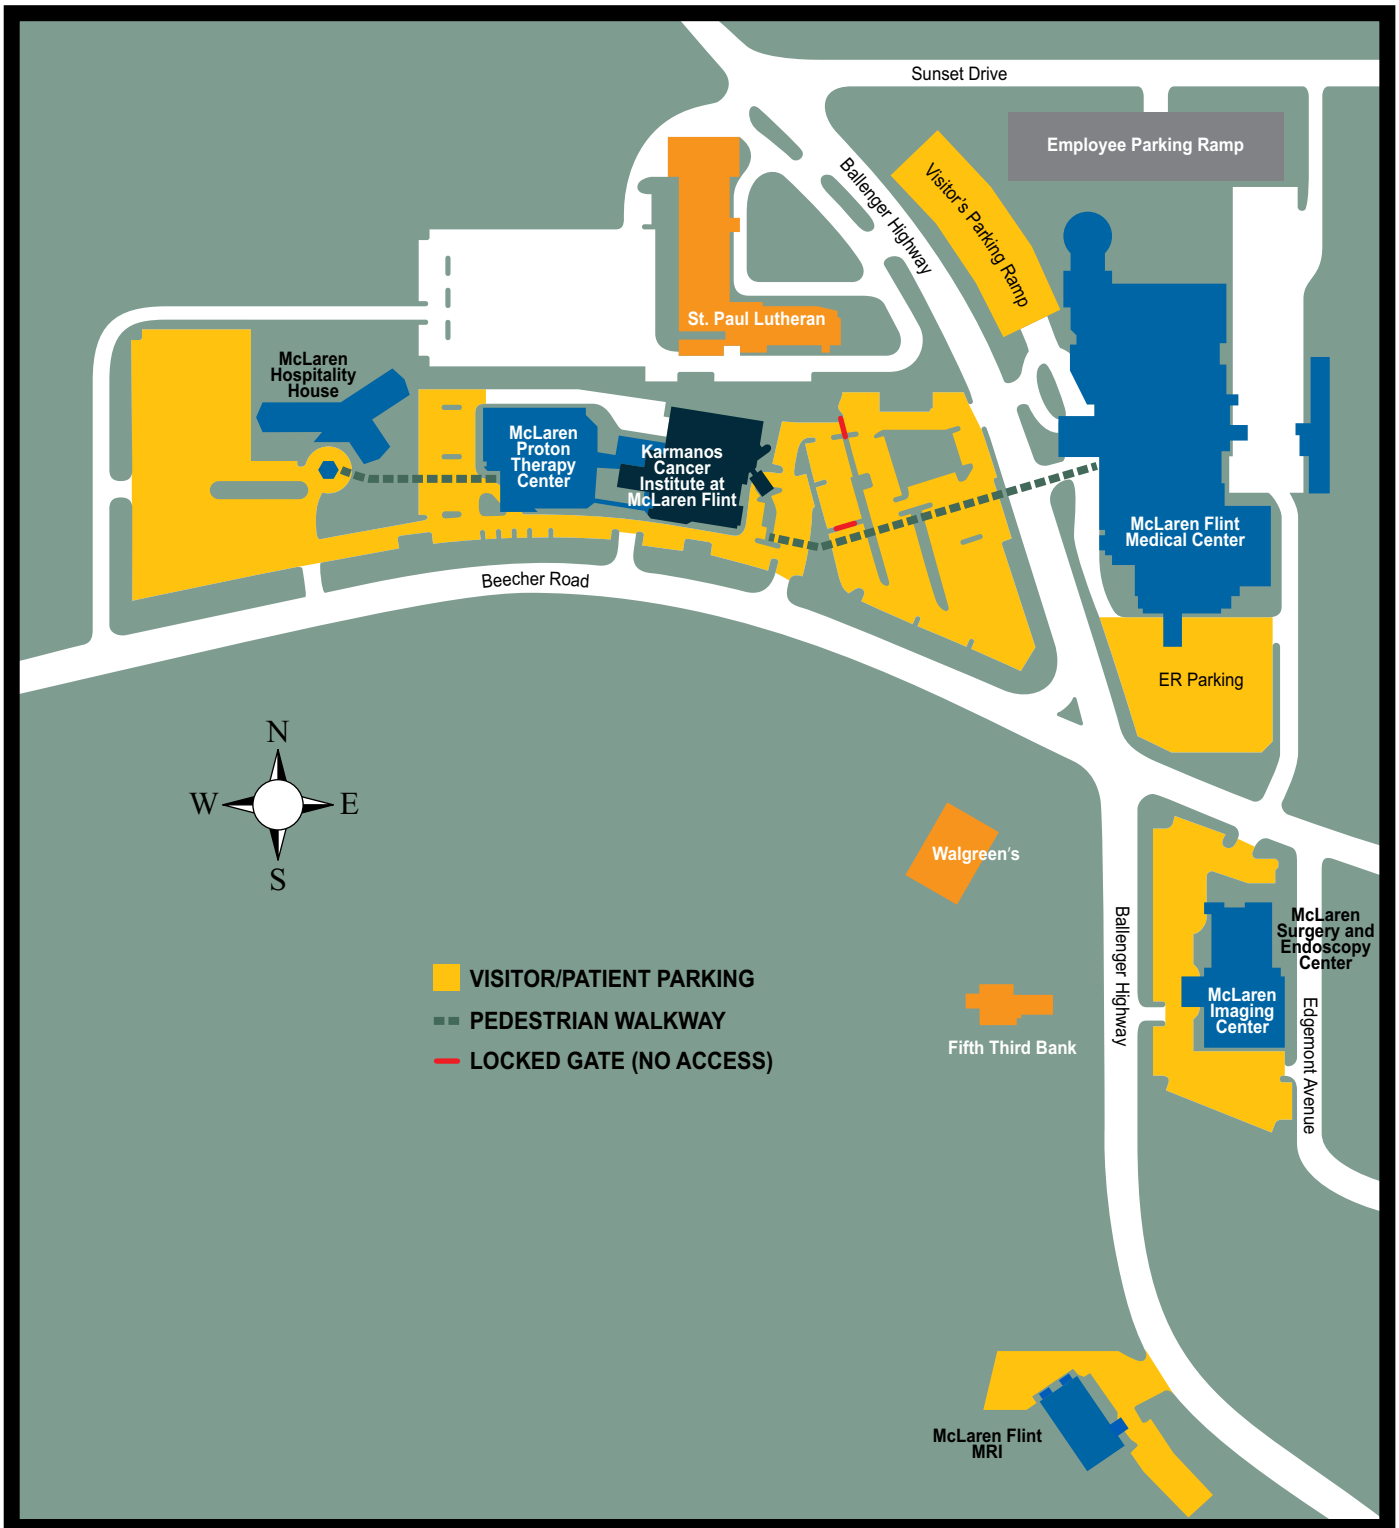 Sunset Drive
Employee Parking Ramp
Ballenger Highway
Visitor's Parking Ramp
St. Paul Lutheran
McLaren
Hospitality
House
McLaren
Proton
Therapy
Center
Karmanos
Cancer
Institute at
McLaren Flint
McLaren Flint
Medical Center
Beecher Road
ER Parking
N
W
E
S
Walgreen's
Ballenger Highway
McLaren
Surgery and
Endoscopy
Center
McLaren
Imaging
Center
Edgemont Avenue
VISITOR/PATIENT PARKING
PEDESTRIAN WALKWAY
LOCKED GATE (NO ACCESS)
Fifth Third Bank
McLaren Flint
MRI